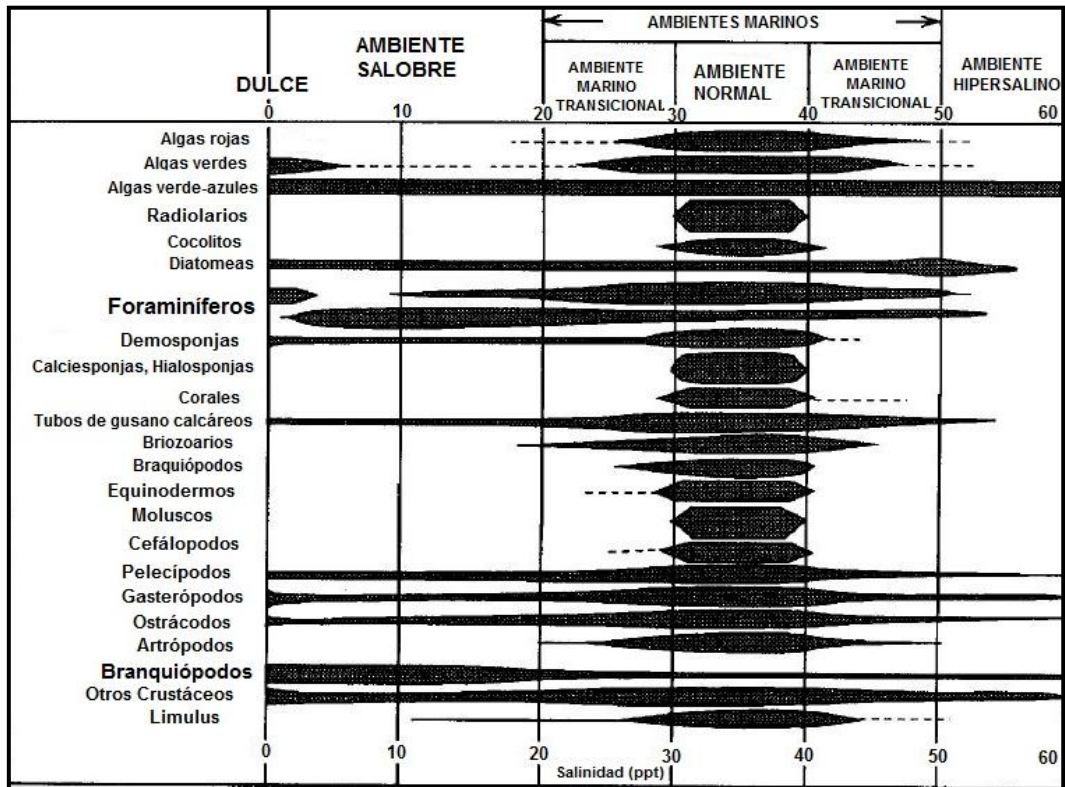 AMBIENTES MARINOS
AMBIENTE
SALOBRE
AMBIENTE
MARINO
TRANSICIONAL
AMBIENTE
NORMAL
AMBIENTE
MARINO
TRANSICIONAL
AMBIENTE
HIPERSALINO
DULCE
0 10 20 30 40 50 60
Algas rojas
Algas verdes
Algas verde-azules
Radiolarios
Cocolitos
Diatomeas
Foraminíferos
Demosponjas
Calciesponjas, Hialosponjas
Corales
Tubos de gusano calcáreos
Briozoarios
Braquiópodos
Equinodermos
Moluscos
Cefálopodos
Pelecípodos
Gasterópodos
Ostrácodos
Artrópodos
Branquiópodos
Otros Crustáceos
Limulus
0 10 20 30 40 50 60
Salinidad (ppt)